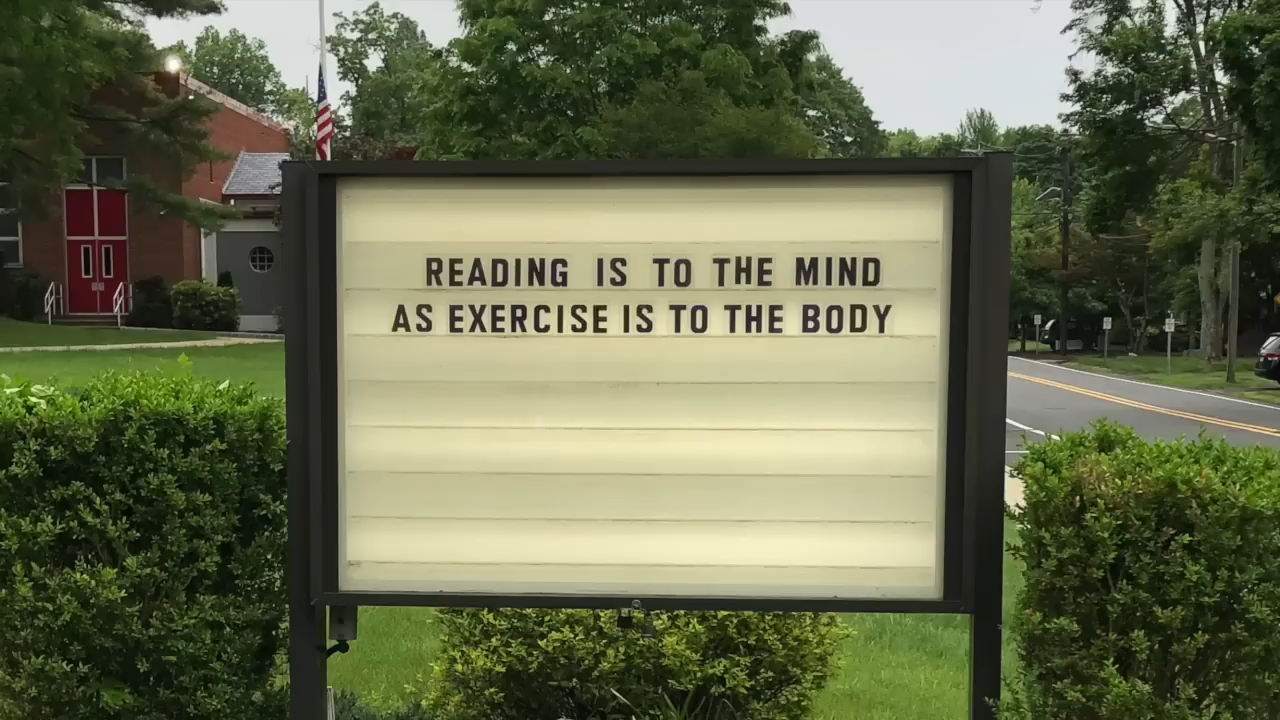 READING IS TO THE MIND
AS EXERCISE IS TO THE BODY